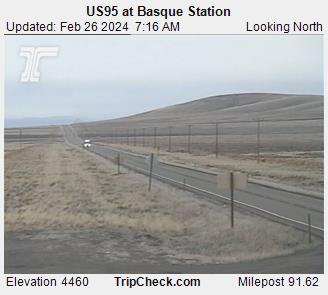 US95 at Basque Station
Updated: Feb 26 2024 7:16 AM Looking North
Elevation 4460 TripCheck.com Milepost 91.62